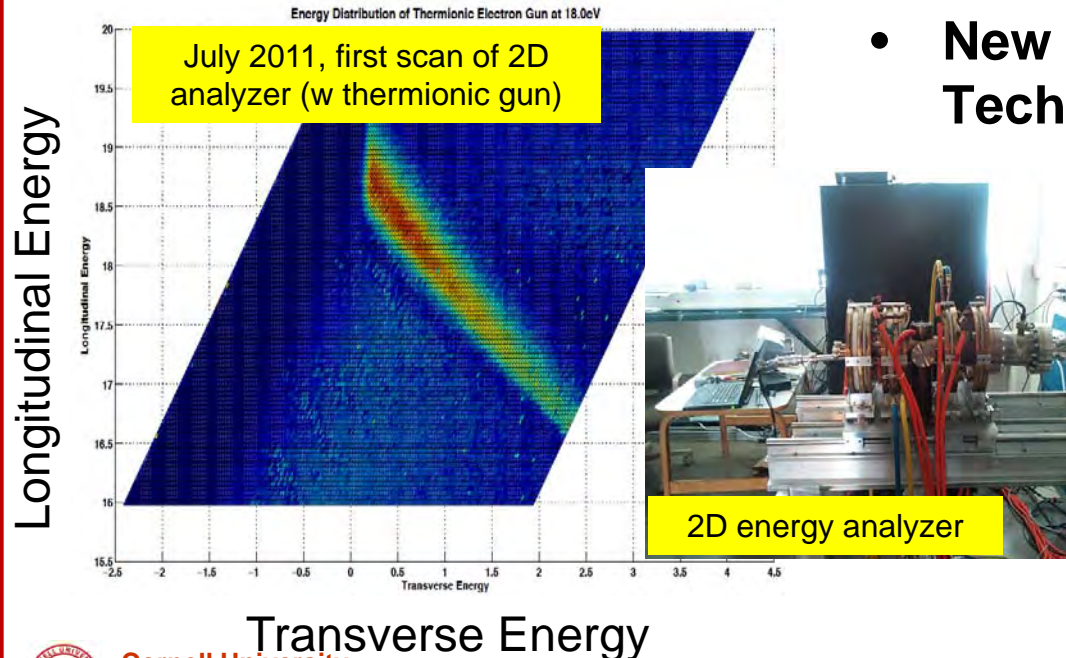 Energy Distribution of Thermionic Electron Gun at 18.0eV
July 2011, first scan of 2D
analyzer (w thermionic gun)
• New
Tech
Longitudinal Energy
Longitudinal Energy
20
19.5
19
18.5
18
17.5
17
16.5
16
15.5
-2.5 -2 -1.5 -1 -0.5 0 0.5 1 1.5 2 2.5 3 3.5 4 4.5
Transverse Energy
2D energy analyzer
Transverse Energy
Cornell University